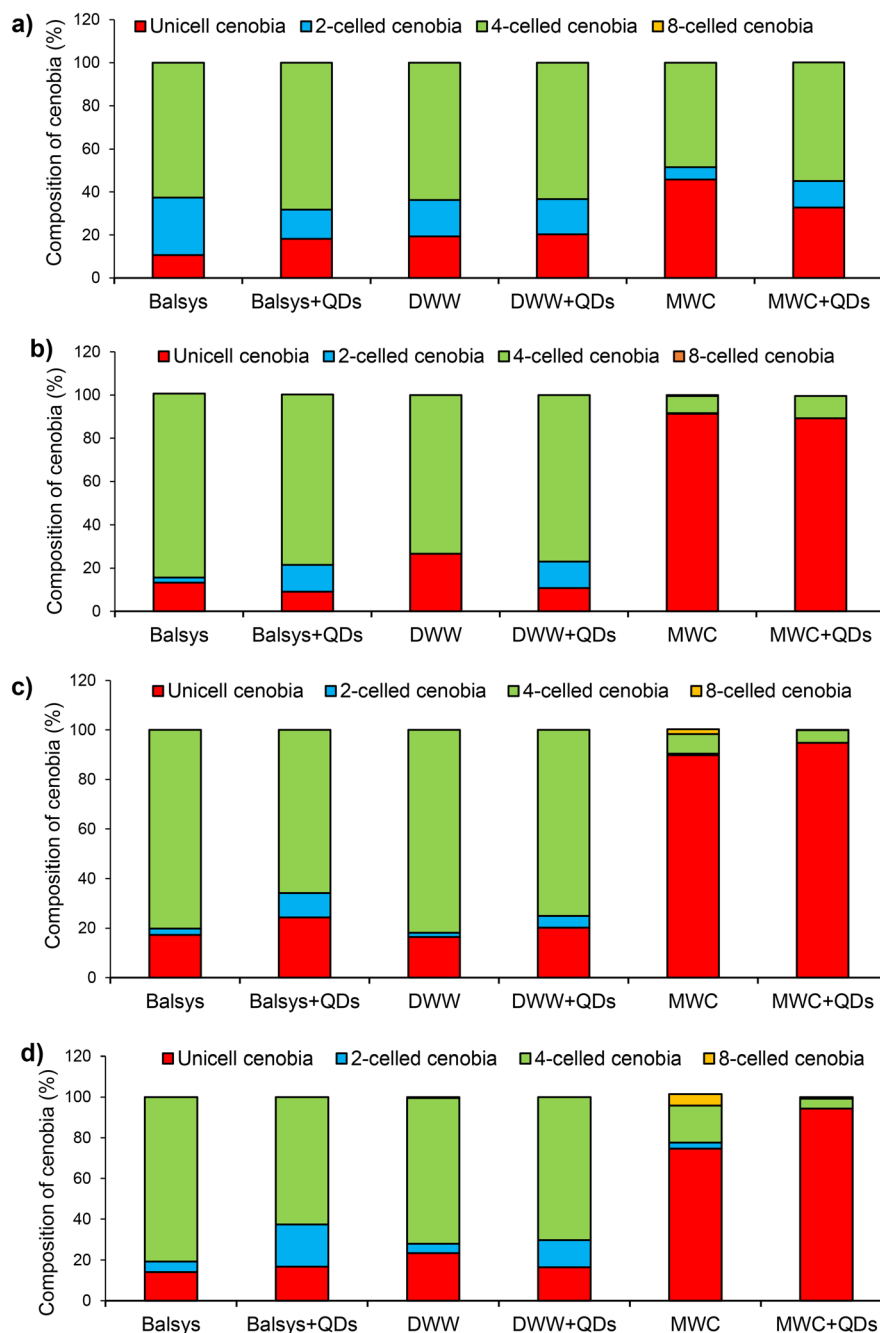 a)
Unicell cenobia 2-celled cenobia 4-celled cenobia 8-celled cenobia
Composition of cenobia (%)
120
100
80
60
40
20
0
Balsys Balsys+QDs DWW DWW+QDs MWC MWC+QDs
b)
Unicell cenobia 2-celled cenobia 4-celled cenobia 8-celled cenobia
Composition of cenobia (%)
120
100
80
60
40
20
0
Balsys Balsys+QDs DWW DWW+QDs MWC MWC+QDs
c)
Unicell cenobia 2-celled cenobia 4-celled cenobia 8-celled cenobia
Composition of cenobia (%)
120
100
80
60
40
20
0
Balsys Balsys+QDs DWW DWW+QDs MWC MWC+QDs
d)
Unicell cenobia 2-celled cenobia 4-celled cenobia 8-celled cenobia
Composition of cenobia (%)
120
100
80
60
40
20
0
Balsys Balsys+QDs DWW DWW+QDs MWC MWC+QDs